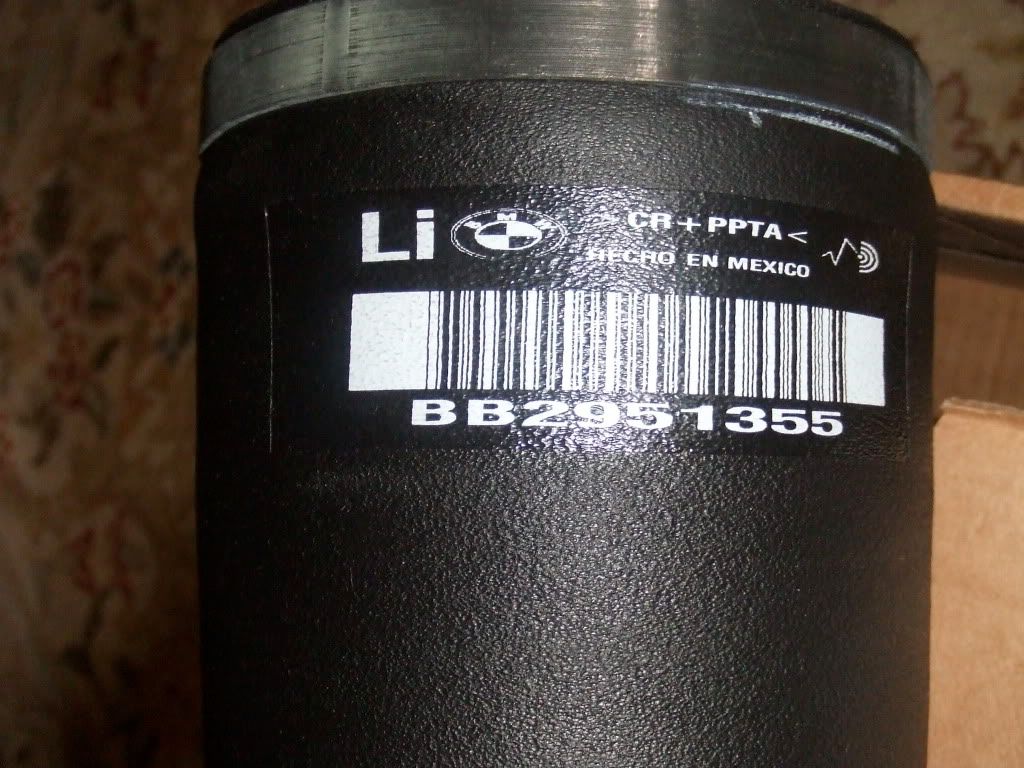 Li BMW > CR + PPTA <
HECHO EN MEXICO
BB2951355